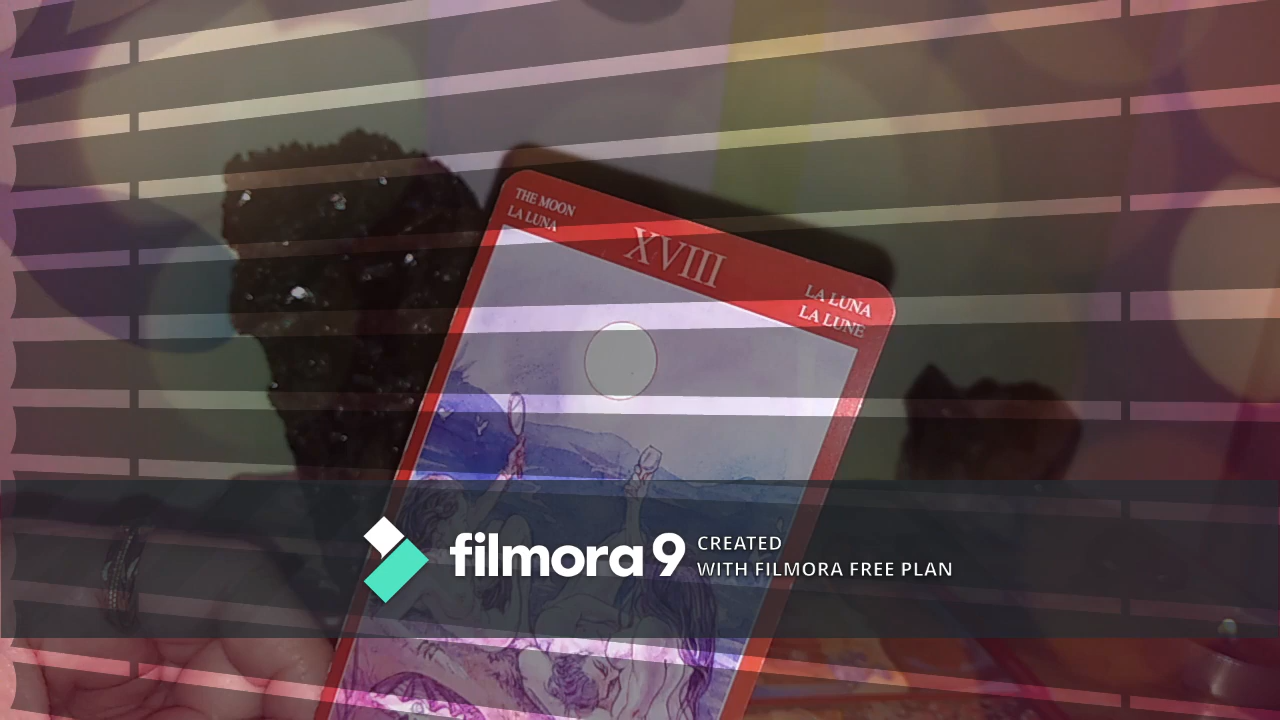 THE MOON
LA LUNA
XVIII
LA LUNA
LA LUNE
filmora 9
CREATED
WITH FILMORA FREE PLAN